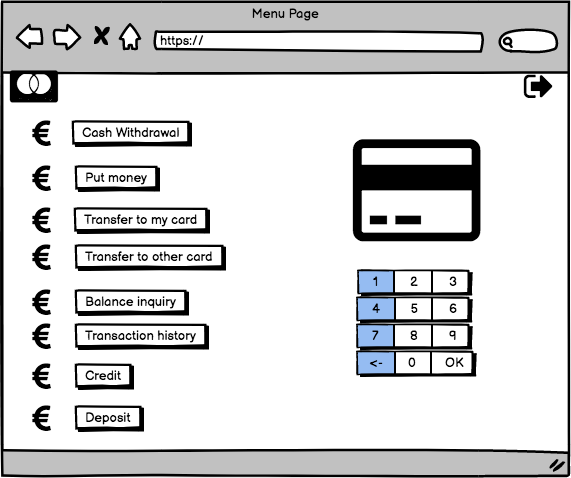 Menu Page
https://
€ Cash Withdrawal
€ Put money
€ Transfer to my card
€ Transfer to other card
€ Balance inquiry
€ Transaction history
€ Credit
€ Deposit
1 2 3
4 5 6
7 8 9
<- 0 OK